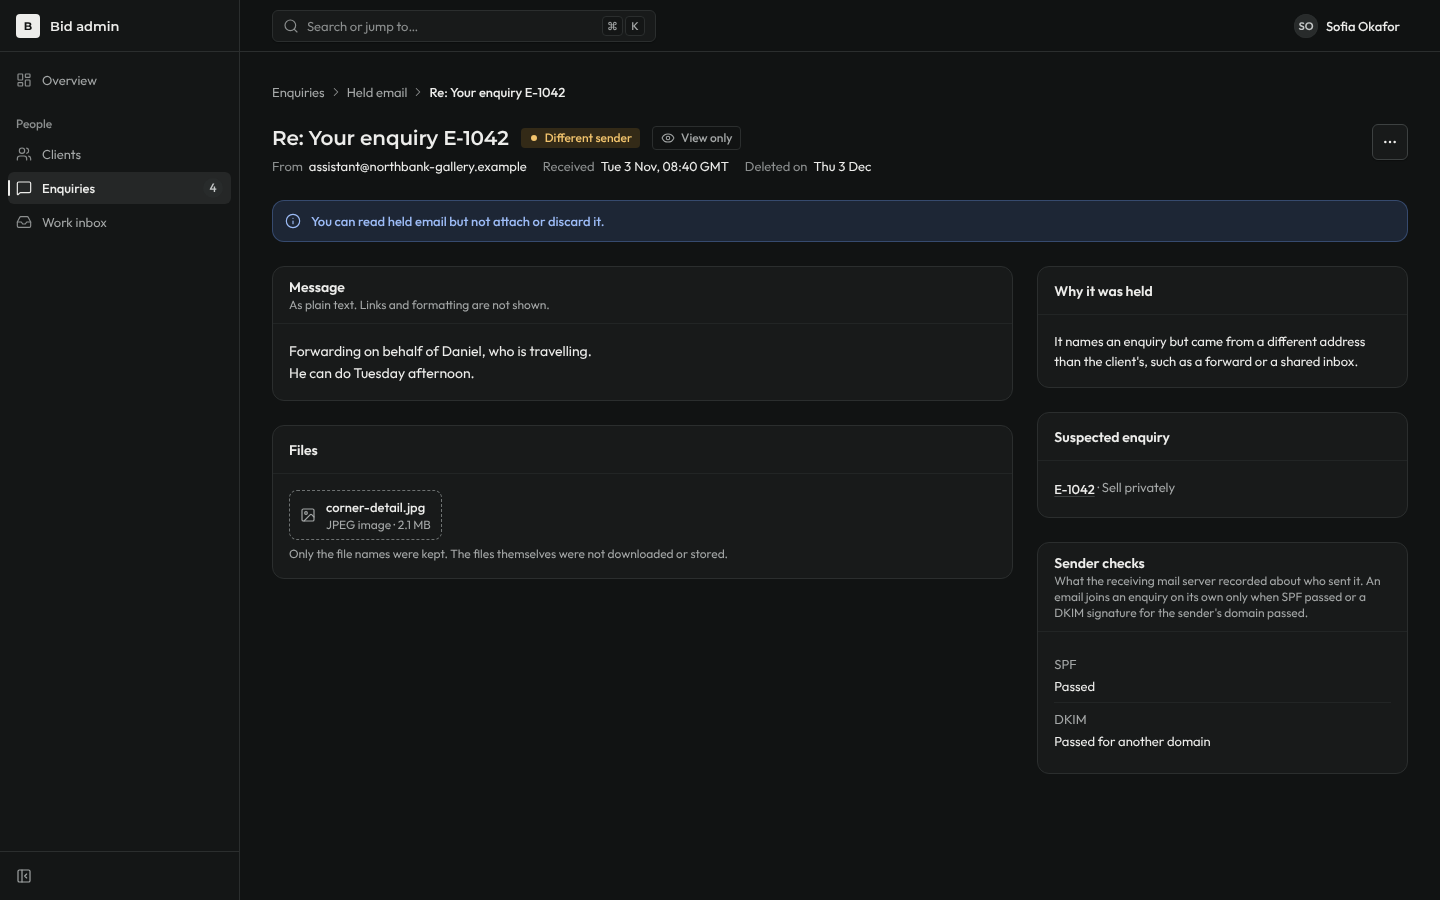 B Bid admin
Search or jump to...
⌘ K
SO Sofia Okafor
Overview
People
Clients
Enquiries 4
Work inbox
Enquiries > Held email > Re: Your enquiry E-1042
Re: Your enquiry E-1042
Different sender
View only
From assistant@northbank-gallery.example Received Tue 3 Nov, 08:40 GMT Deleted on Thu 3 Dec
You can read held email but not attach or discard it.
Message
As plain text. Links and formatting are not shown.
Forwarding on behalf of Daniel, who is travelling.
He can do Tuesday afternoon.
Files
corner-detail.jpg
JPEG image · 2.1 MB
Only the file names were kept. The files themselves were not downloaded or stored.
Why it was held
It names an enquiry but came from a different address
than the client's, such as a forward or a shared inbox.
Suspected enquiry
E-1042 · Sell privately
Sender checks
What the receiving mail server recorded about who sent it. An
email joins an enquiry on its own only when SPF passed or a
DKIM signature for the sender's domain passed.
SPF
Passed
DKIM
Passed for another domain